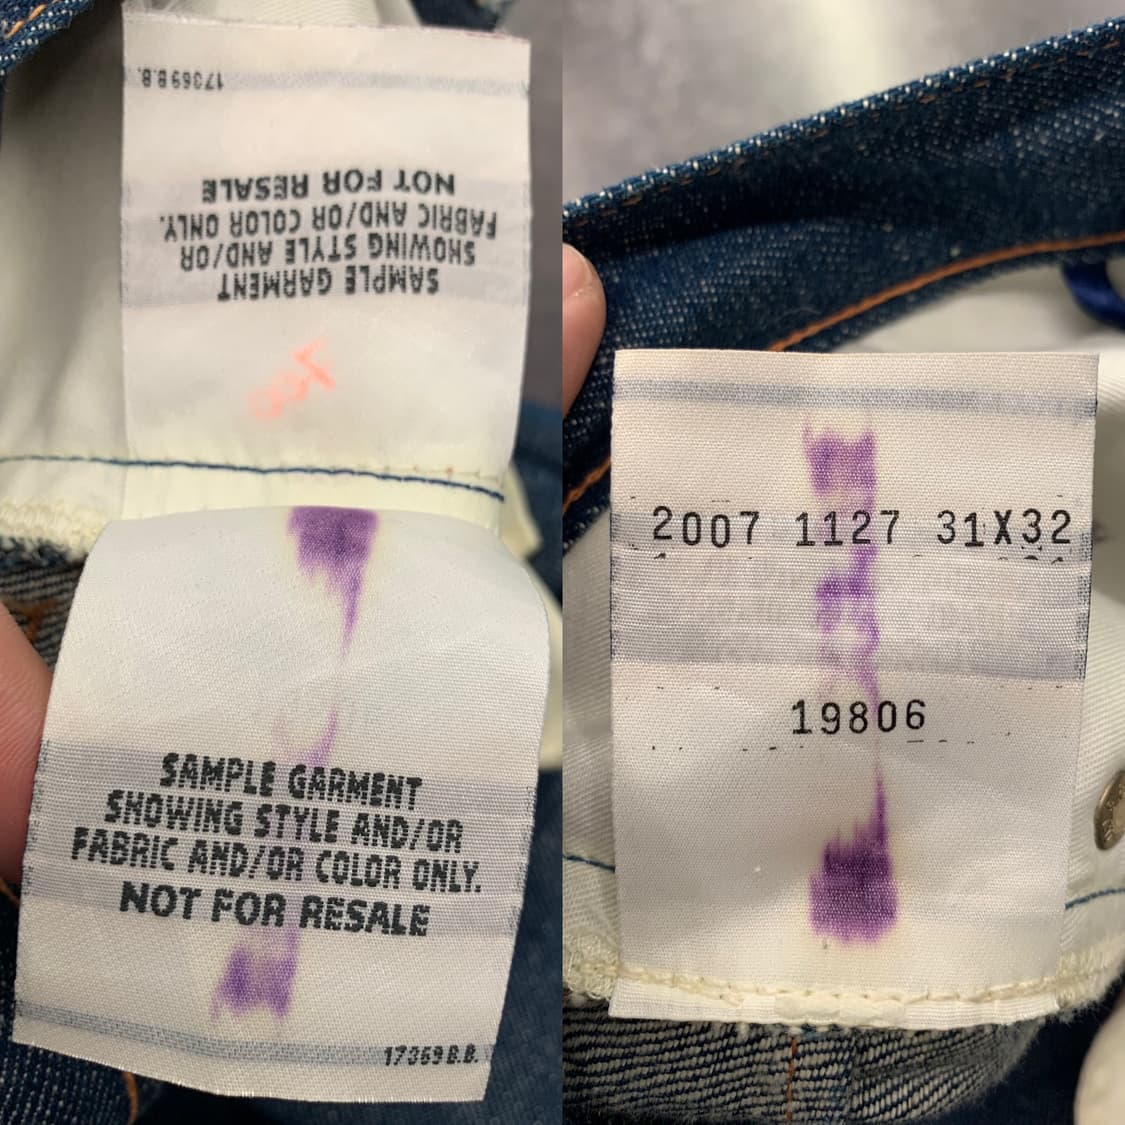 17369 B.B.
NOT FOR RESALE
FABRIC AND/OR COLOR ONLY.
SHOWING STYLE AND/OR
SAMPLE GARMENT
SAMPLE GARMENT
SHOWING STYLE AND/OR
FABRIC AND/OR COLOR ONLY.
NOT FOR RESALE
17369 B.B.
2007 1127 31X32
19806